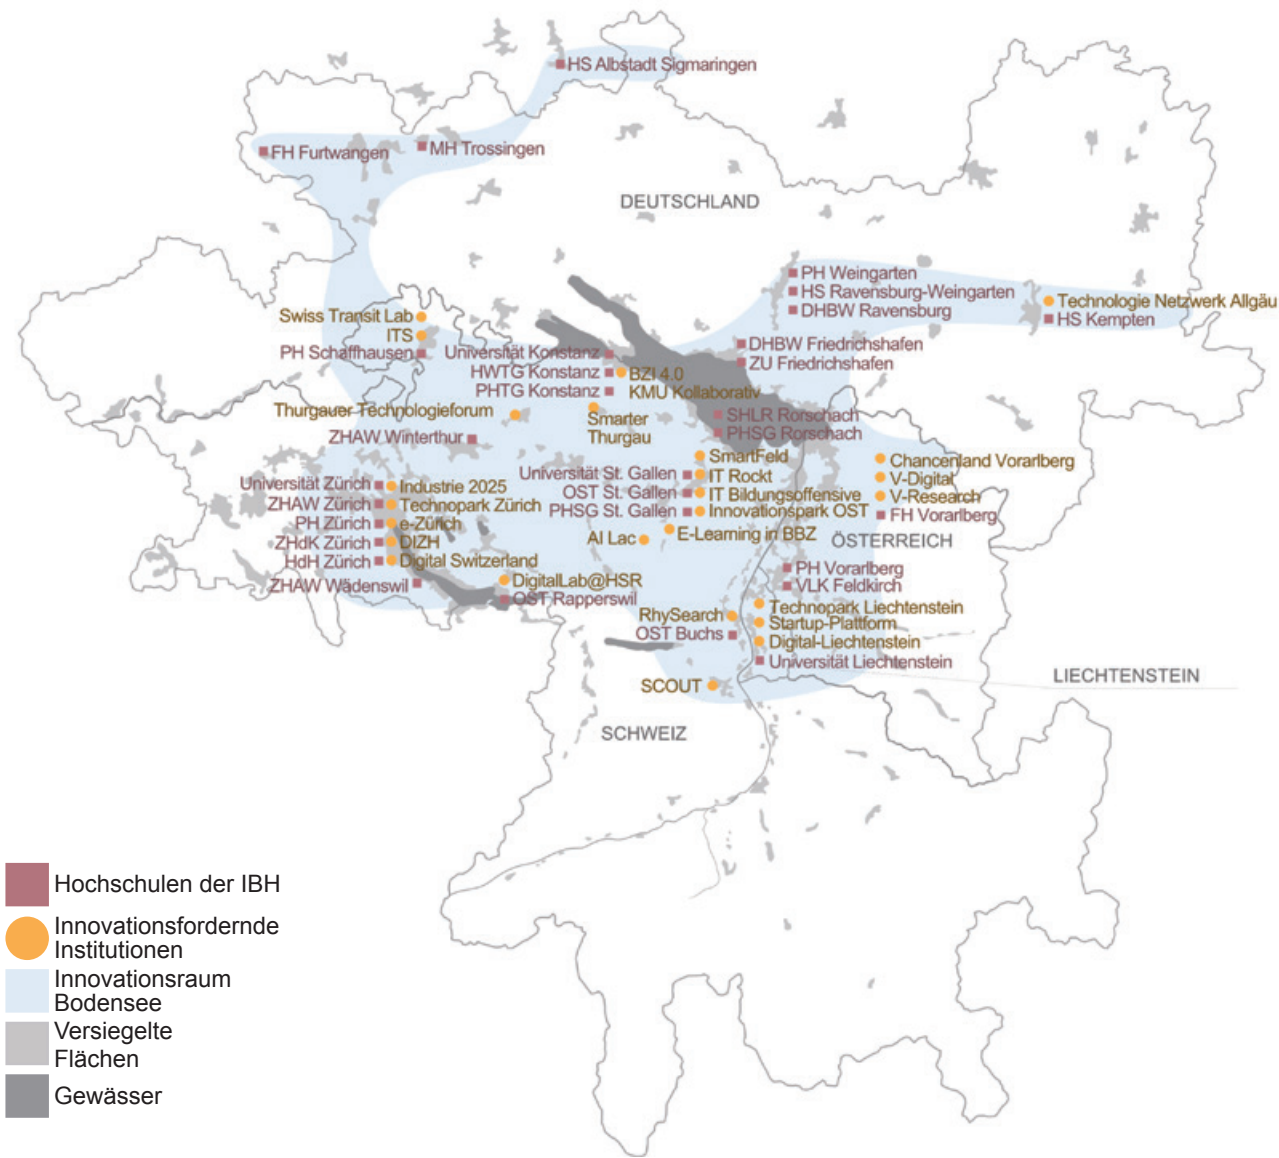 HS Albstadt Sigmaringen
FH Furtwangen
MH Trossingen
DEUTSCHLAND
PH Weingarten
HS Ravensburg-Weingarten
DHBW Ravensburg
Technologie Netzwerk Allgäu
HS Kempten
Swiss Transit Lab
ITS
PH Schaffhausen
Universität Konstanz
HWTG Konstanz
PHTG Konstanz
BZI 4.0
KMU Kollaborativ
DHBW Friedrichshafen
ZU Friedrichshafen
Thurgauer Technologieforum
Smarter
Thurgau
SHLR Rorschach
PHSG Rorschach
ZHAW Winterthur
SmartFeld
Universität St. Gallen
IT Rockt
OST St. Gallen
IT Bildungsoffensive
PHSG St. Gallen
Innovationspark OST
Chancenland Vorarlberg
V-Digital
V-Research
FH Vorarlberg
Universität Zürich
Industrie 2025
ZHAW Zürich
Technopark Zürich
PH Zürich
e-Zürich
ZHdK Zürich
DIZH
HdH Zürich
Digital Switzerland
AI Lac
E-Learning in BBZ
ÖSTERREICH
ZHAW Wädenswil
DigitalLab@HSR
OST Rapperswil
PH Vorarlberg
VLK Feldkirch
RhySearch
OST Buchs
Technopark Liechtenstein
Startup-Plattform
Digital-Liechtenstein
Universität Liechtenstein
SCOUT
LIECHTENSTEIN
SCHWEIZ
Hochschulen der IBH
Innovationsfordernde
Institutionen
Innovationsraum
Bodensee
Versiegelte
Flächen
Gewässer